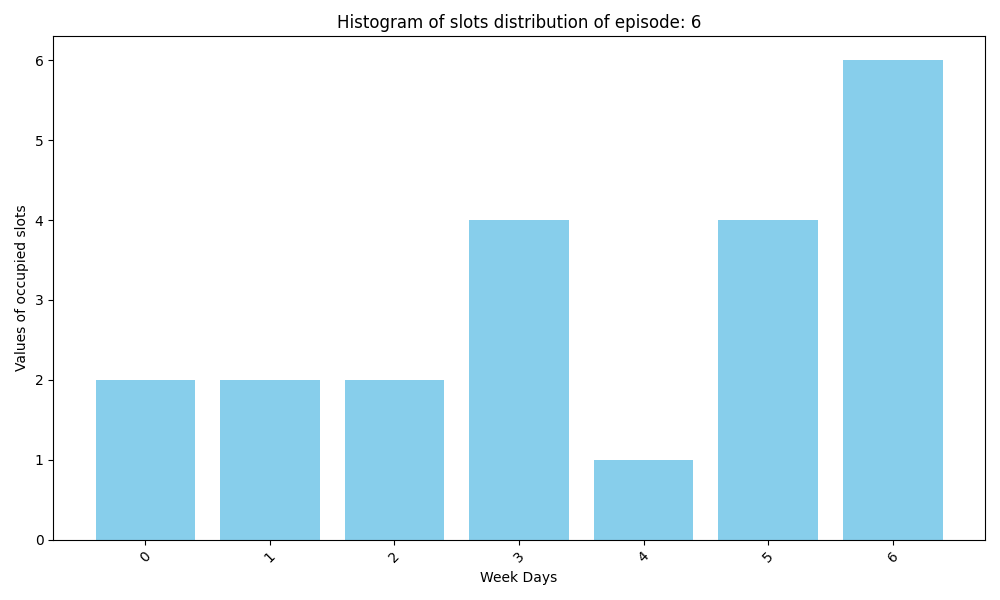 Histogram of slots distribution of episode: 6
Values of occupied slots
6
5
4
3
2
1
0
0 1 2 3 4 5 6
Week Days